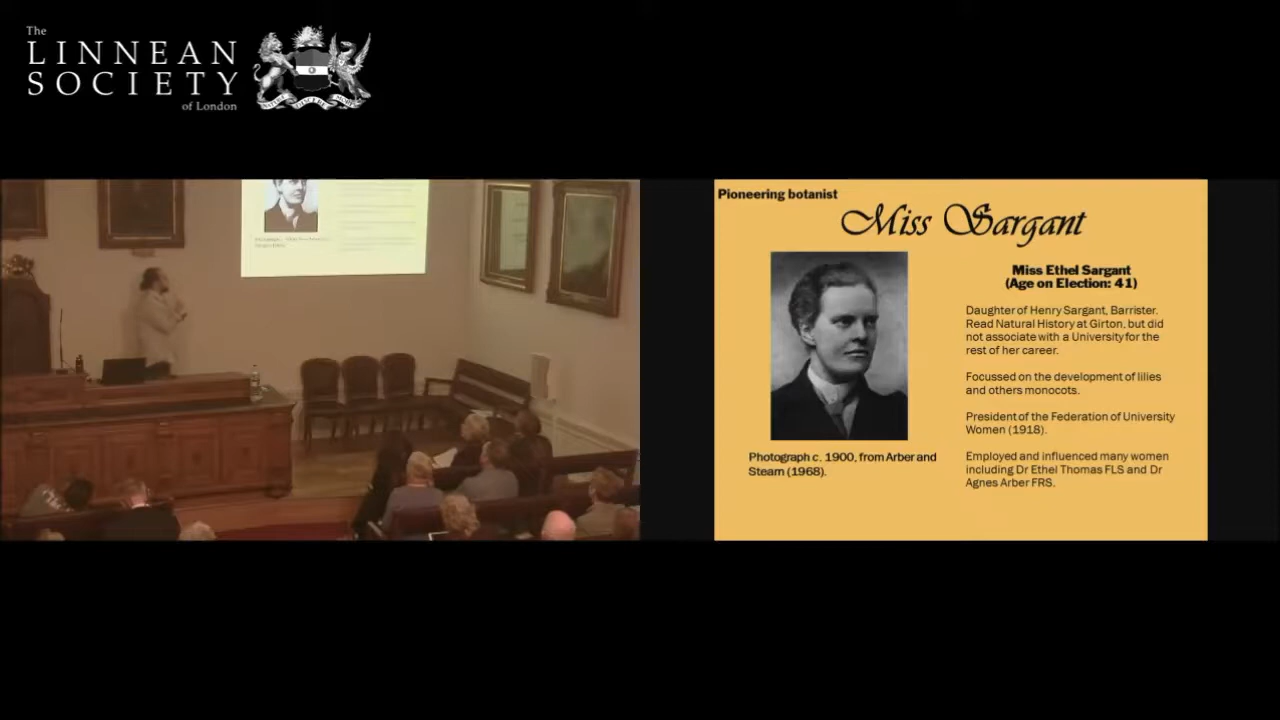 The
LINNEAN
SOCIETY
of London
Pioneering botanist
Miss Sargant
Miss Ethel Sargant
(Age on Election: 41)
Daughter of Henry Sargant, Barrister.
Read Natural History at Girton, but did
not associate with a University for the
rest of her career.
Focussed on the development of lilies
and others monocots.
President of the Federation of University
Women (1918).
Employed and influenced many women
including Dr Ethel Thomas FLS and Dr
Agnes Arber FRS.
Photograph c. 1900, from Arber and
Stearn (1968).